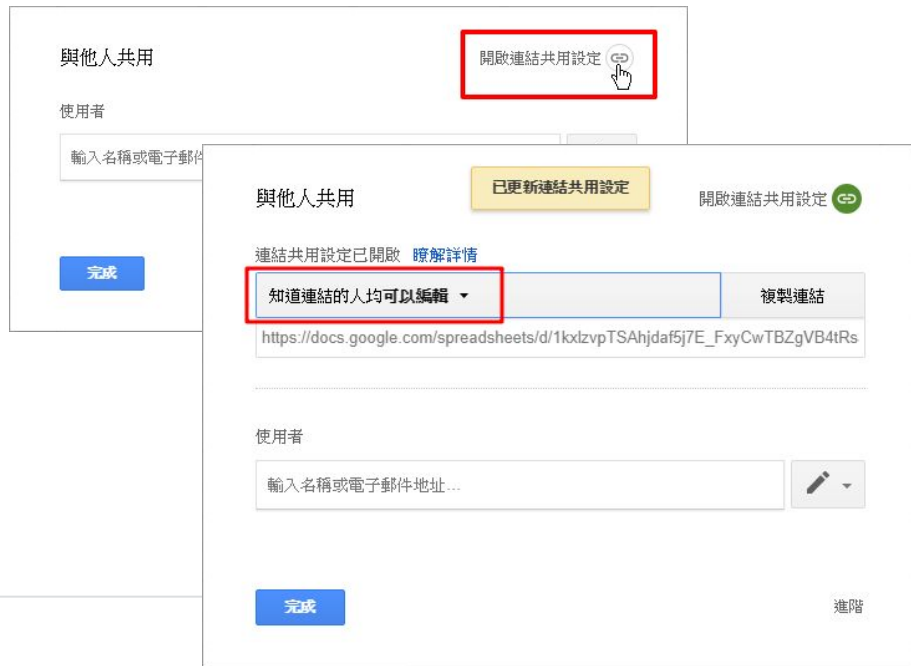 與他人共用
開啟連結共用設定
使用者
輸入名稱或電子郵件
完成
與他人共用
已更新連結共用設定
開啟連結共用設定
連結共用設定已開啟 瞭解詳情
知道連結的人均可以編輯
複製連結
https://docs.google.com/spreadsheets/d/1kxlzvpTSAhjdaf5j7E_FxyCwTBZgVB4tRs
使用者
輸入名稱或電子郵件地址...
完成
進階